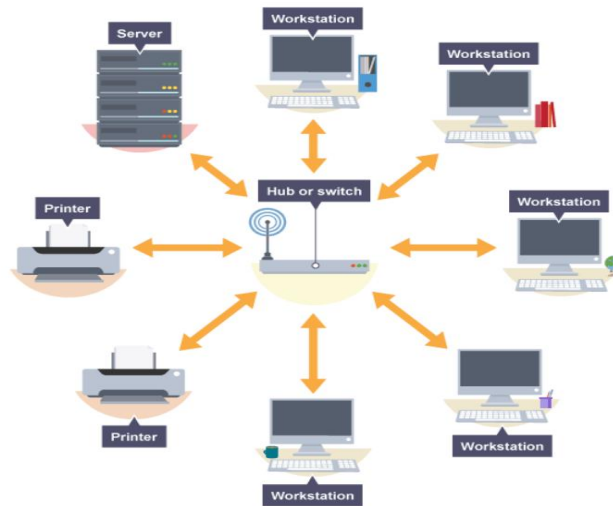 Workstation
Server
Workstation
Hub or switch
Printer
Workstation
Printer
Workstation
Workstation